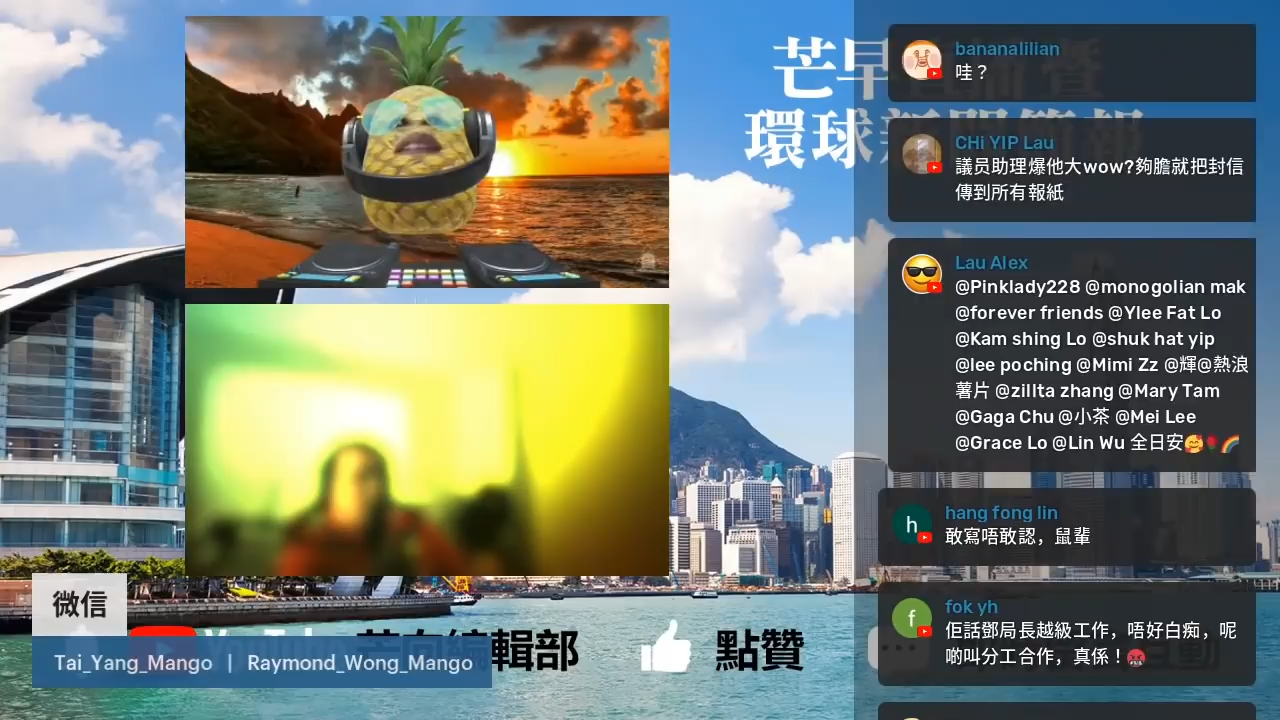 芒早
環球新聞簡報
bananalilian
哇？
CHi YIP Lau
議员助理爆他大wow?夠膽就把封信
傳到所有報紙
Lau Alex
@Pinklady228 @monogolian mak
@forever friends @Ylee Fat Lo
@Kam shing Lo @shuk hat yip
@lee poching @Mimi Zz @輝@熱浪
薯片 @zillta zhang @Mary Tam
@Gaga Chu @小茶 @Mei Lee
@Grace Lo @Lin Wu 全日安🥰🌹🌈
h
hang fong lin
敢寫唔敢認，鼠輩
f
fok yh
佢話鄧局長越級工作，唔好白痴，呢
啲叫分工合作，真係！🤬
微信
Tai_Yang_Mango | Raymond_Wong_Mango
編輯部
點贊